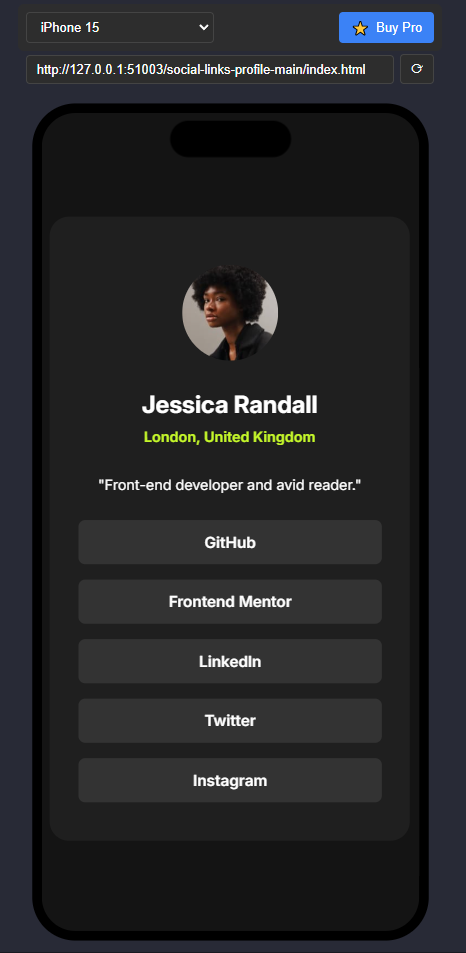 iPhone 15
Buy Pro
http://127.0.0.1:51003/social-links-profile-main/index.html
Jessica Randall
London, United Kingdom
"Front-end developer and avid reader."
GitHub
Frontend Mentor
LinkedIn
Twitter
Instagram